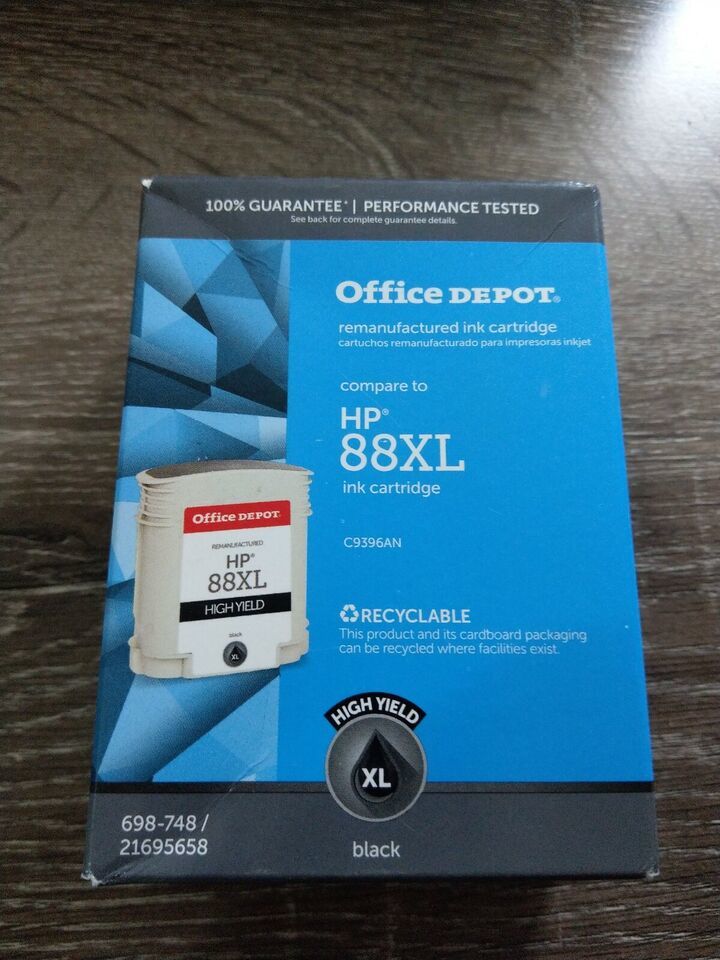 100% GUARANTEE* | PERFORMANCE TESTED
See back for complete guarantee details.
Office DEPOT®
remanufactured ink cartridge
cartuchos remanufacturado para impresoras inkjet
compare to
HP®
88XL
ink cartridge
C9396AN
Office DEPOT
REMANUFACTURED
HP®
88XL
HIGH YIELD
black
XL
RECYCLABLE
This product and its cardboard packaging
can be recycled where facilities exist.
HIGH YIELD
XL
698-748 /
21695658
black